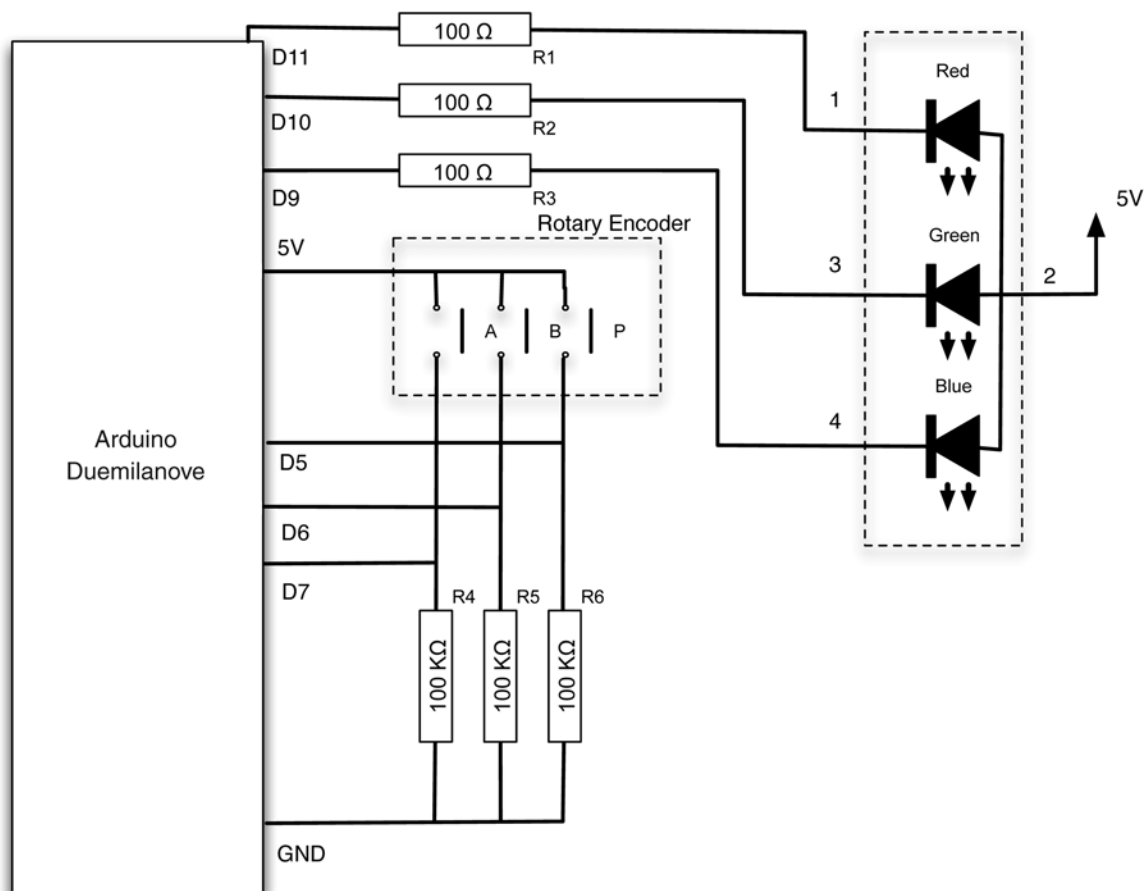 100 Ω
D11
R1
Red
1
100 Ω
D10
R2
100 Ω
D9
R3
5V
Rotary Encoder
Green
5V
3
2
A
B
P
Blue
4
Arduino
Duemilanove
D5
D6
D7
R4
R5
R6
100 KΩ
100 KΩ
100 KΩ
GND